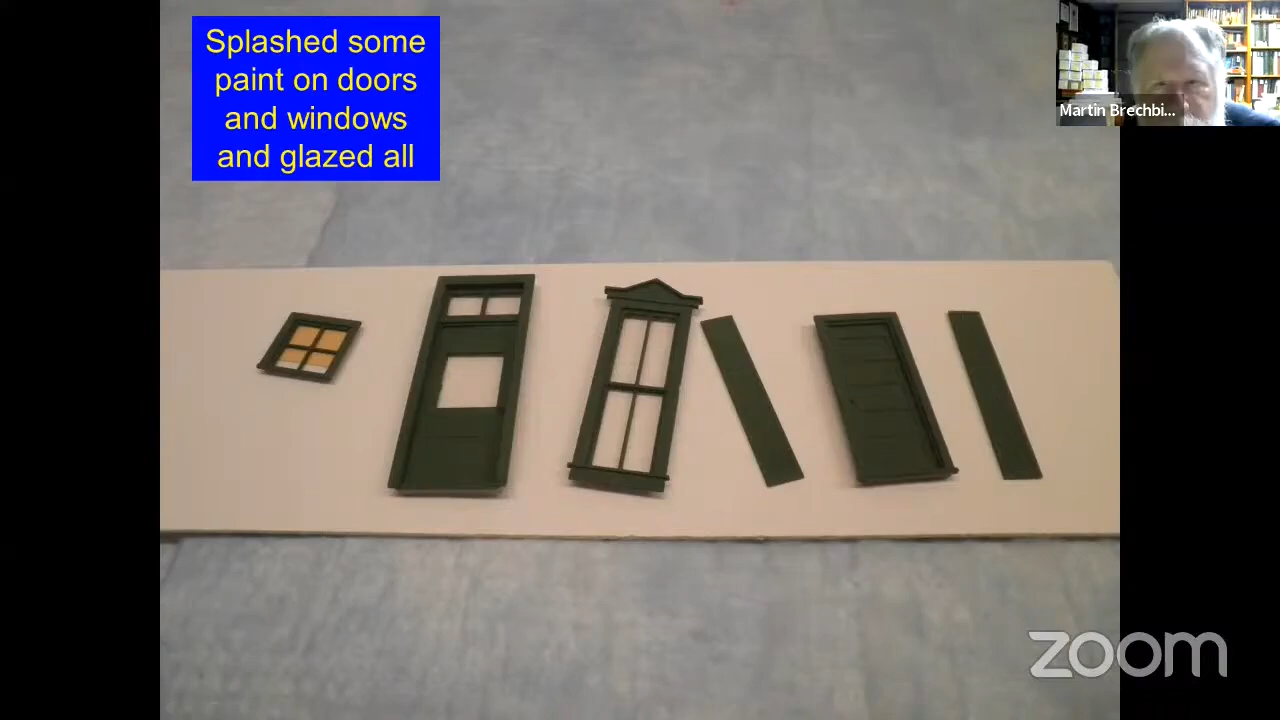 Splashed some
paint on doors
and windows
and glazed all
Martin Brechbi...
zoom